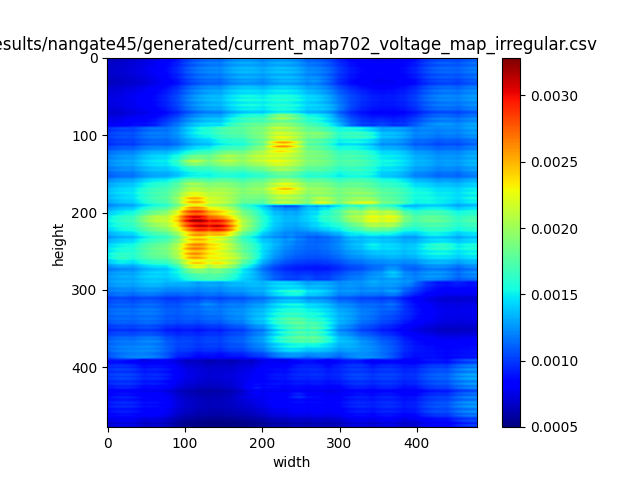 esults/nangate45/generated/current_map702_voltage_map_irregular.csv
0
100
200
300
400
height
0 100 200 300 400
width
0.0030
0.0025
0.0020
0.0015
0.0010
0.0005